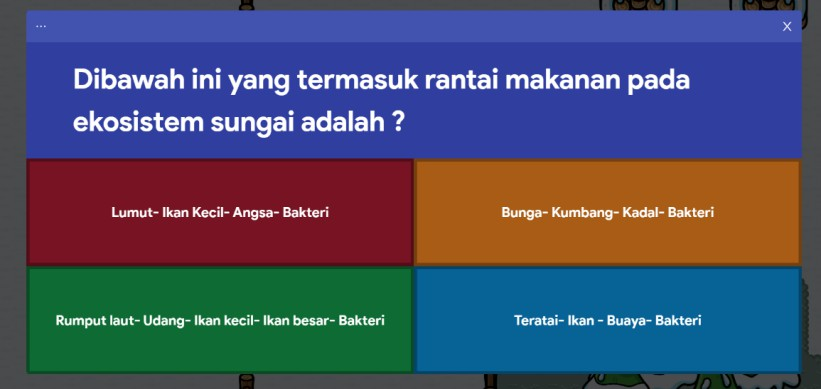 ...
X
Dibawah ini yang termasuk rantai makanan pada
ekosistem sungai adalah ?
Lumut- Ikan Kecil- Angsa- Bakteri
Bunga- Kumbang- Kadal- Bakteri
Rumput laut- Udang- Ikan kecil- Ikan besar- Bakteri
Teratai- Ikan - Buaya- Bakteri